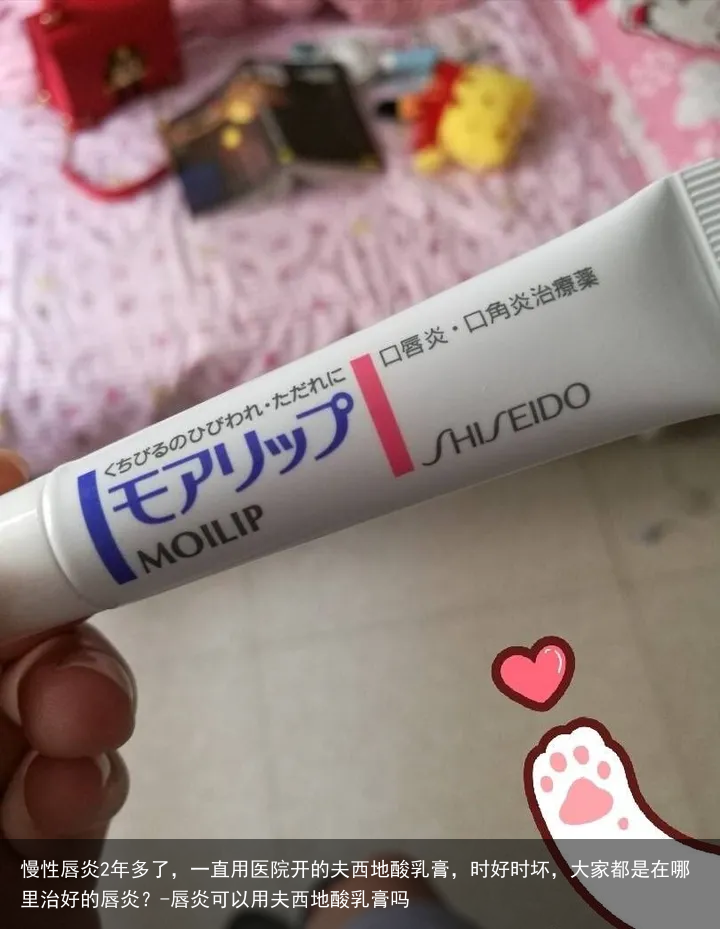 くちびるのひびわれ・ただれに
モアリップ
MOILIP
口唇炎・口角炎治療薬
SHISEIDO
慢性唇炎2年多了，一直用医院开的夫西地酸乳膏，时好时坏，大家都是在哪
里治好的唇炎？-唇炎可以用夫西地酸乳膏吗